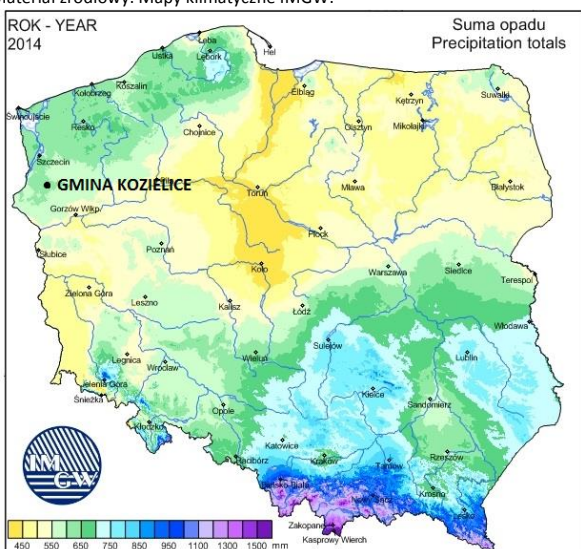 Materiał źródłowy: Mapy klimatyczne IMGW.
ROK - YEAR
2014
Suma opadu
Precipitation totals
Łeba
Hel
Ustka
Lębork
Koszalin
Kołobrzeg
Elbląg
Kętrzyn
Suwałki
Świnoujście
Resko
Chojnice
Olsztyn
Mikołajki
Szczecin
GMINA KOZIELICE
Toruń
Mława
Białystok
Gorzów Wlkp.
Płock
Słubice
Poznań
Koło
Warszawa
Siedlce
Terespol
Zielona Góra
Leszno
Kalisz
Łódź
Włodawa
Legnica
Wrocław
Wieluń
Sulejów
Lublin
Jelenia Góra
Śnieżka
Opole
Kielce
Sandomierz
Kłodzko
Katowice
Racibórz
Kraków
Tarnów
Rzeszów
IMGW
Krosno
Lesko
Zakopane
Kasprowy Wierch
450 550 650 750 850 950 1100 1300 1500 mm